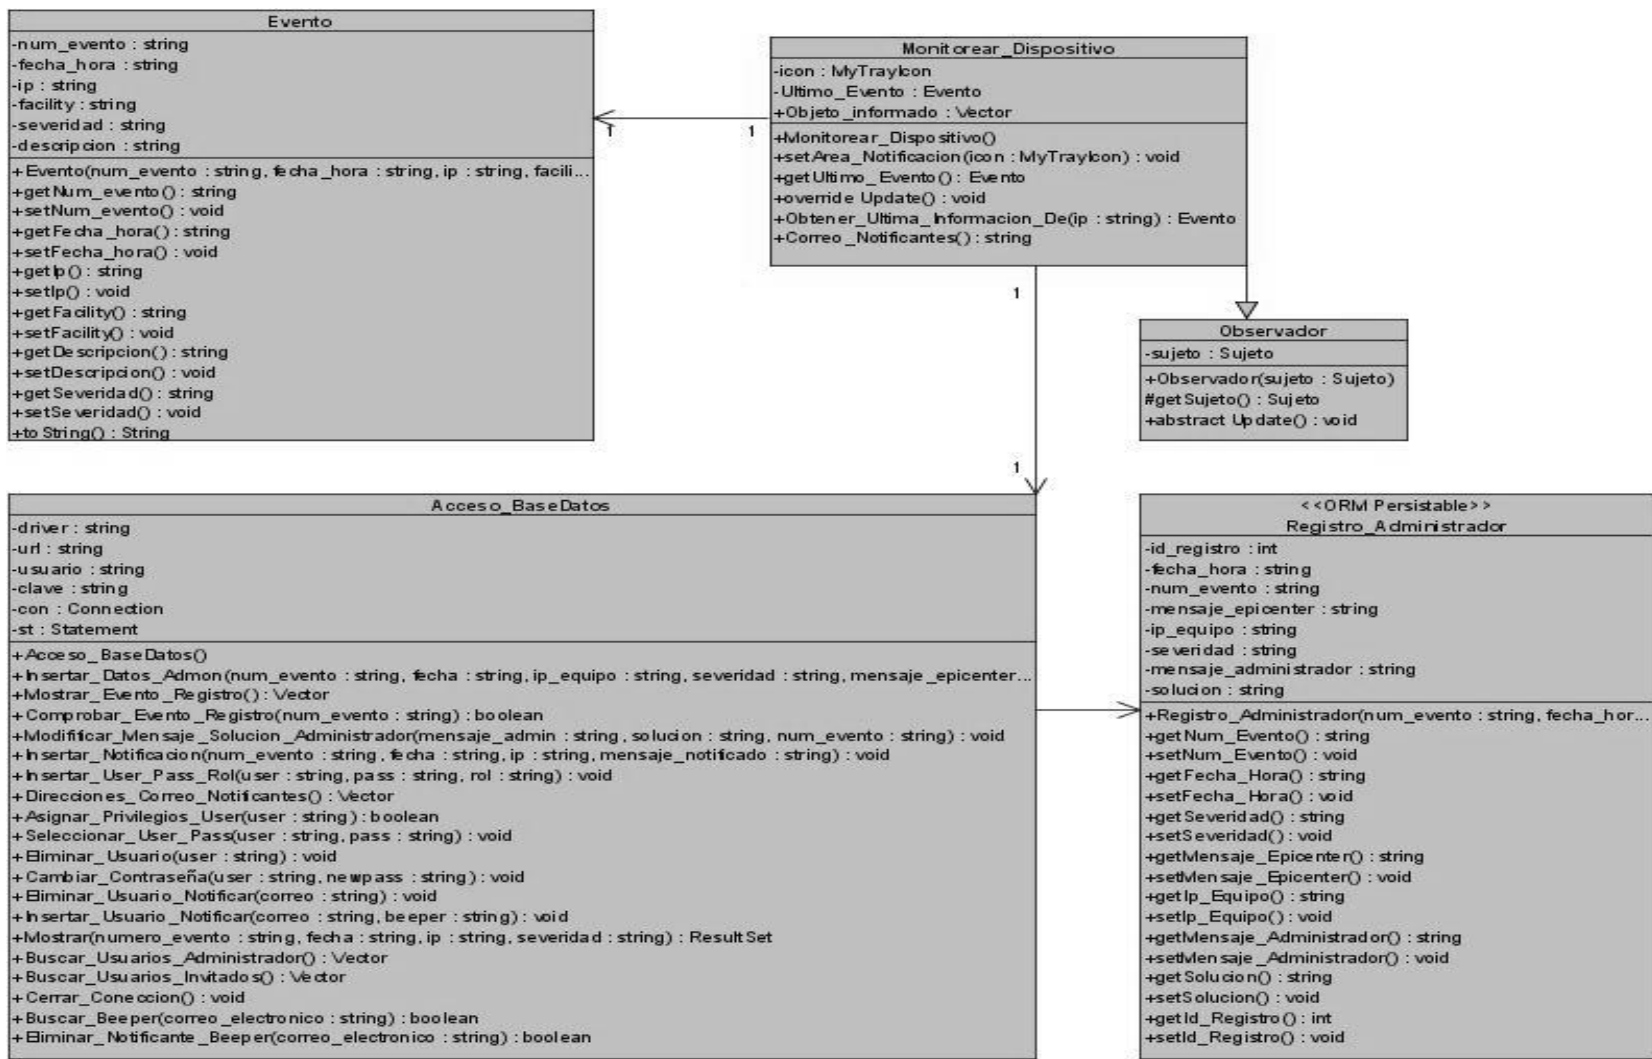 Evento
-num_evento : string
-fecha_hora : string
-ip : string
-facility : string
-severidad : string
-descripcion : string
+Evento(num_evento : string, fecha_hora : string, ip : string, facili...
+getNum_evento() : string
+setNum_evento() : void
+getFecha_hora() : string
+setFecha_hora() : void
+getIp() : string
+setIp() : void
+getFacility() : string
+setFacility() : void
+getDescripcion() : string
+setDescripcion() : void
+getSeveridad() : string
+setSeveridad() : void
+toString() : String
1
1
Monitorear_Dispositivo
-icon : MyTrayIcon
-Ultimo_Evento : Evento
+Objeto_informado : Vector
+Monitorear_Dispositivo()
+setArea_Notificacion(icon : MyTrayIcon) : void
+getUltimo_Evento() : Evento
+override Update() : void
+Obtener_Ultima_Informacion_De(ip : string) : Evento
+Correo_Notificantes() : string
1
1
Observador
-sujeto : Sujeto
+Observador(sujeto : Sujeto)
#getSujeto() : Sujeto
+abstract Update() : void
Acceso_BaseDatos
-driver : string
-url : string
-usuario : string
-clave : string
-con : Connection
-st : Statement
+Acceso_BaseDatos()
+Insertar_Datos_Admon(num_evento : string, fecha : string, ip_equipo : string, severidad : string, mensaje_epicenter...
+Mostrar_Evento_Registro() : Vector
+Comprobar_Evento_Registro(num_evento : string) : boolean
+Modifificar_Mensaje_Solucion_Administrador(mensaje_admin : string, solucion : string, num_evento : string) : void
+Insertar_Notificacion(num_evento : string, fecha : string, ip : string, mensaje_notificado : string) : void
+Insertar_User_Pass_Rol(user : string, pass : string, rol : string) : void
+Direcciones_Correo_Notificantes() : Vector
+Asignar_Privilegios_User(user : string) : boolean
+Seleccionar_User_Pass(user : string, pass : string) : void
+Eliminar_Usuario(user : string) : void
+Cambiar_Contraseña(user : string, newpass : string) : void
+Eliminar_Usuario_Notificar(correo : string) : void
+Insertar_Usuario_Notificar(correo : string, beeper : string) : void
+Mostrar(numero_evento : string, fecha : string, ip : string, severidad : string) : ResultSet
+Buscar_Usuarios_Administrador() : Vector
+Buscar_Usuarios_Invitados() : Vector
+Cerrar_Coneccion() : void
+Buscar_Beeper(correo_electronico : string) : boolean
+Eliminar_Notificante_Beeper(correo_electronico : string) : boolean
<<ORM Persistable>>
Registro_Administrador
-id_registro : int
-fecha_hora : string
-num_evento : string
-mensaje_epicenter : string
-ip_equipo : string
-severidad : string
-mensaje_administrador : string
-solucion : string
+Registro_Administrador(num_evento : string, fecha_hor...
+getNum_Evento() : string
+setNum_Evento() : void
+getFecha_Hora() : string
+setFecha_Hora() : void
+getSeveridad() : string
+setSeveridad() : void
+getMensaje_Epicenter() : string
+setMensaje_Epicenter() : void
+getIp_Equipo() : string
+setIp_Equipo() : void
+getMensaje_Administrador() : string
+setMensaje_Administrador() : void
+getSolucion() : string
+setSolucion() : void
+getId_Registro() : int
+setId_Registro() : void